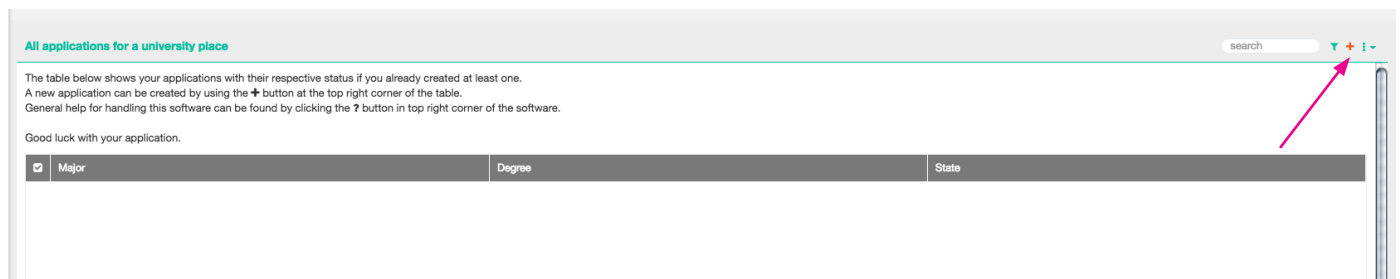 All applications for a university place
search
The table below shows your applications with their respective status if you already created at least one.
A new application can be created by using the + button at the top right corner of the table.
General help for handling this software can be found by clicking the ? button in top right corner of the software.
Good luck with your application.
Major Degree State